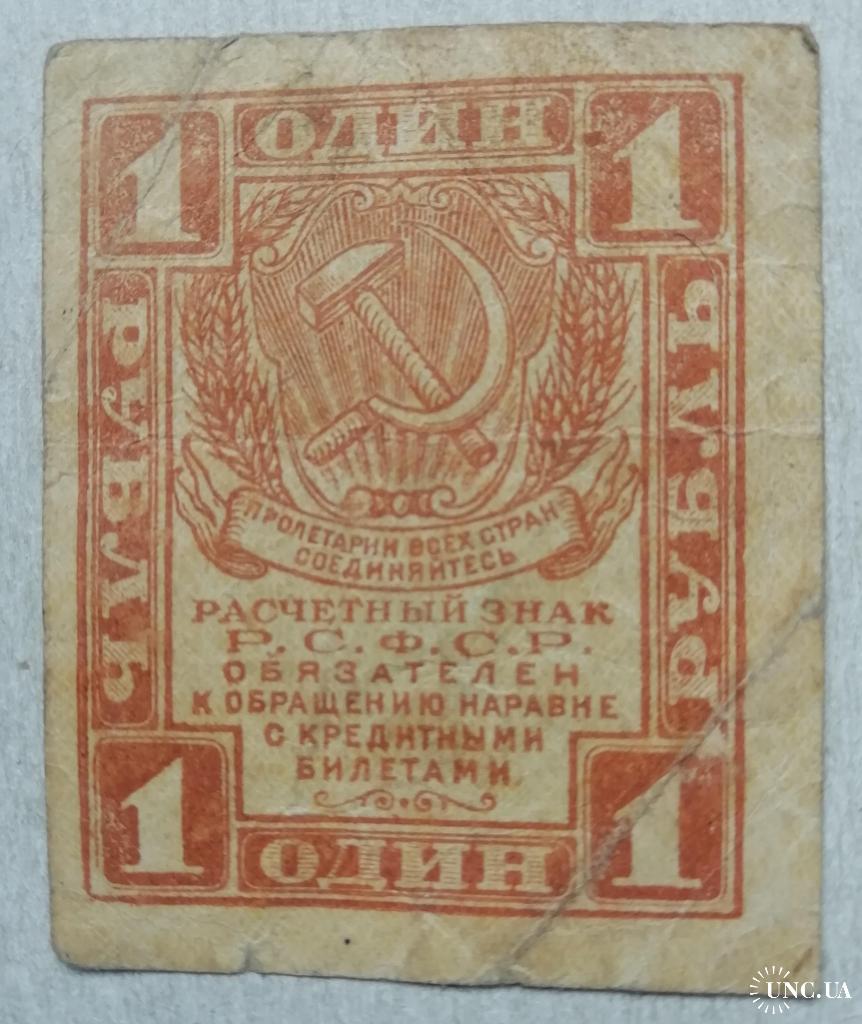 1 ОДИН 1
РУБЛЬ
РУБЛЬ
ПРОЛЕТАРИИ ВСЕХ СТРАН
СОЕДИНЯЙТЕСЬ
РАСЧЕТНЫЙ ЗНАК
Р.С.Ф.С.Р.
ОБЯЗАТЕЛЕН
К ОБРАЩЕНИЮ НАРАВНЕ
С КРЕДИТНЫМИ
БИЛЕТАМИ
1 ОДИН 1
UNC.UA